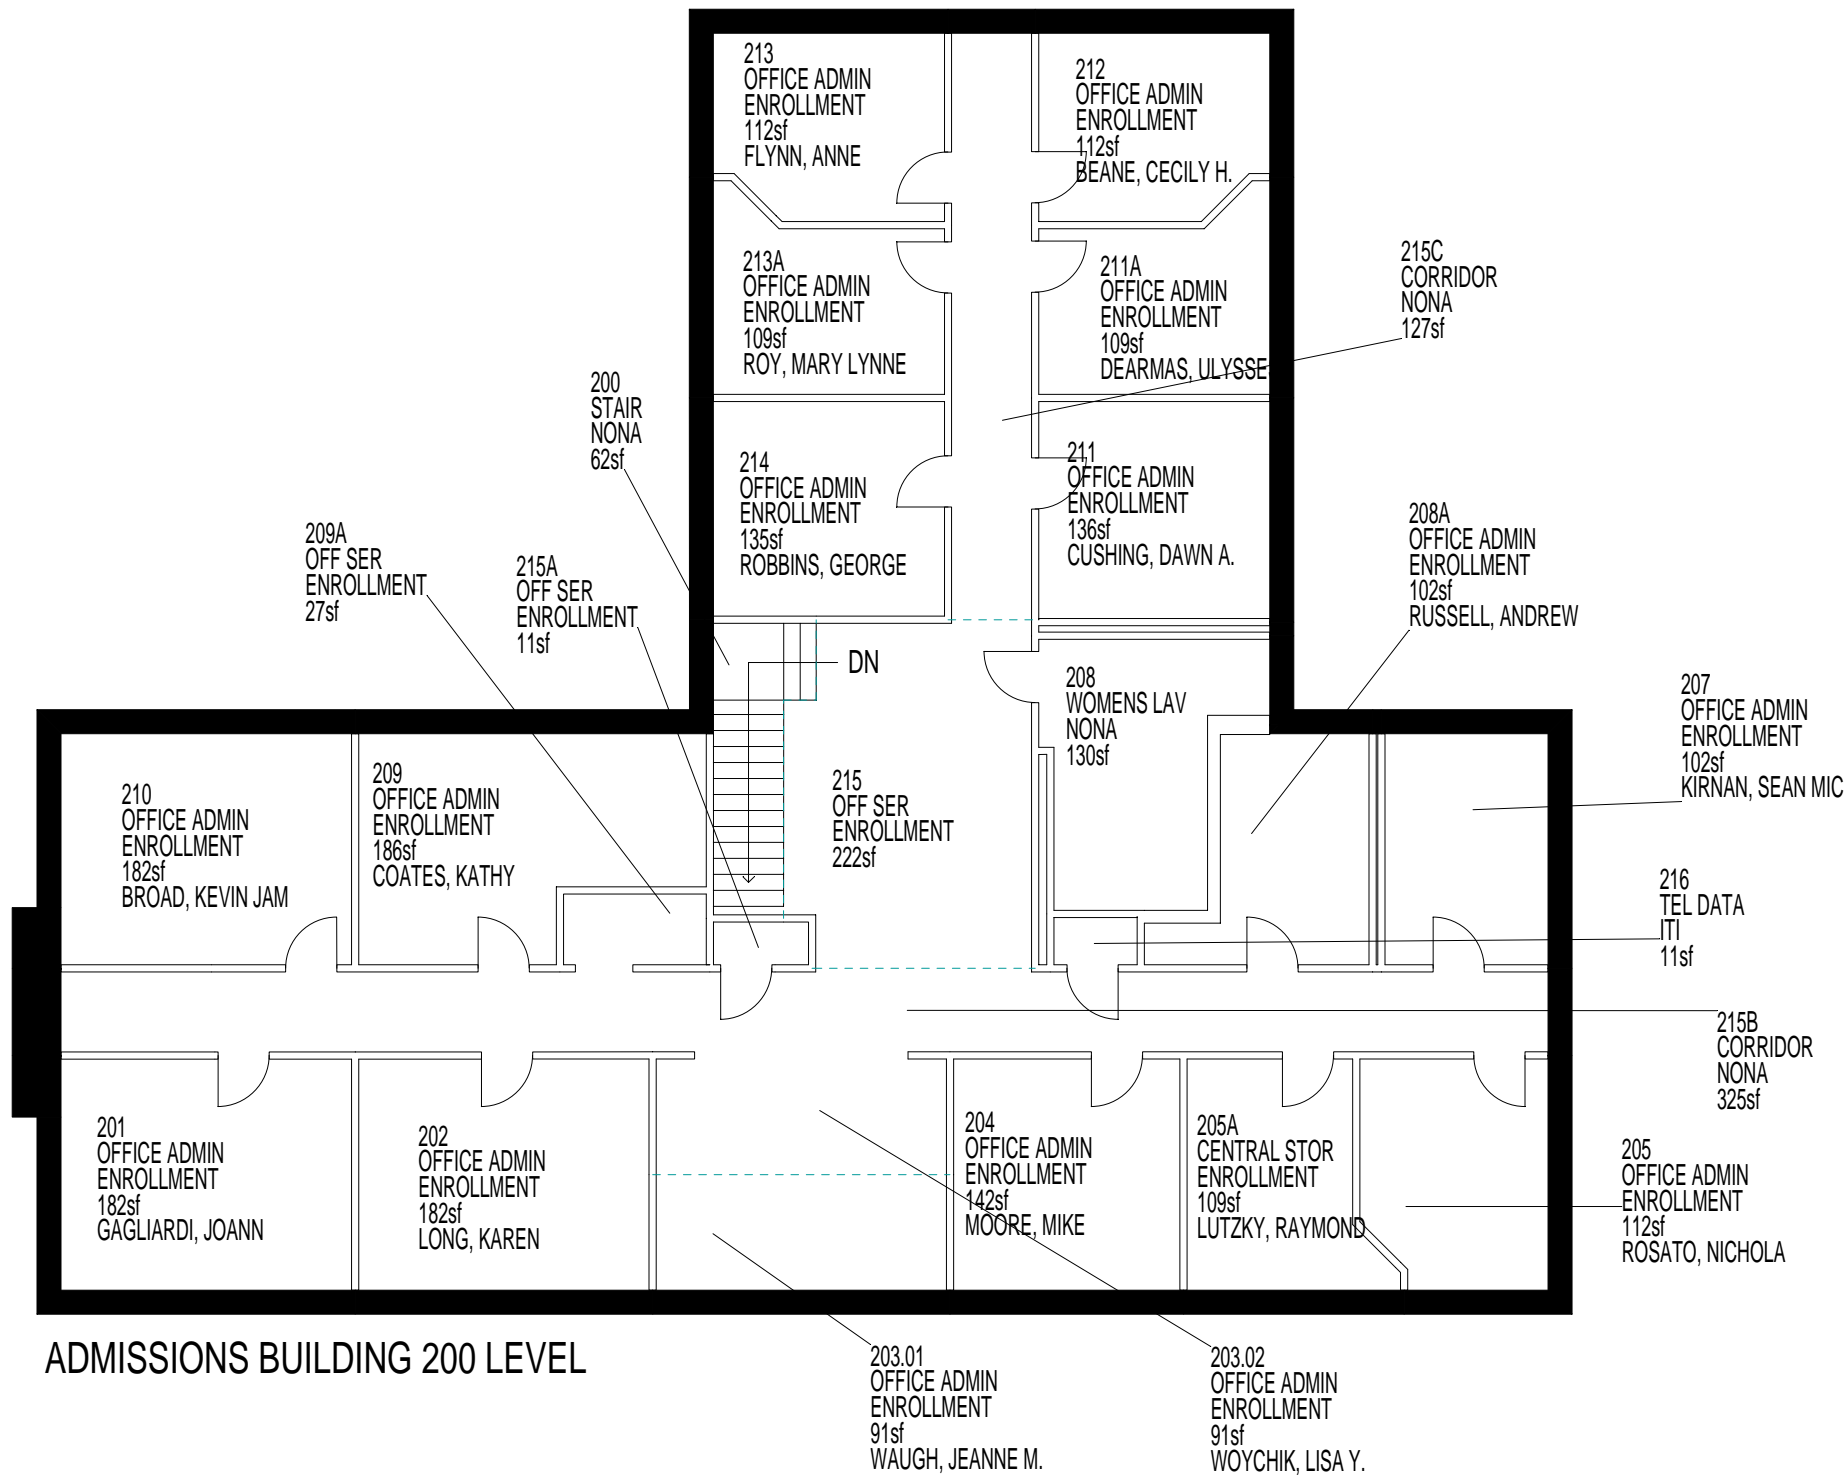 213
OFFICE ADMIN
ENROLLMENT
112sf
FLYNN, ANNE
212
OFFICE ADMIN
ENROLLMENT
112sf
BEANE, CECILY H.
213A
OFFICE ADMIN
ENROLLMENT
109sf
ROY, MARY LYNNE
211A
OFFICE ADMIN
ENROLLMENT
109sf
DEARMAS, ULYSSE
215C
CORRIDOR
NONA
127sf
200
STAIR
NONA
62sf
214
OFFICE ADMIN
ENROLLMENT
135sf
ROBBINS, GEORGE
211
OFFICE ADMIN
ENROLLMENT
136sf
CUSHING, DAWN A.
208A
OFFICE ADMIN
ENROLLMENT
102sf
RUSSELL, ANDREW
209A
OFF SER
ENROLLMENT
27sf
215A
OFF SER
ENROLLMENT
11sf
DN
208
WOMENS LAV
NONA
130sf
207
OFFICE ADMIN
ENROLLMENT
102sf
KIRNAN, SEAN MIC
210
OFFICE ADMIN
ENROLLMENT
182sf
BROAD, KEVIN JAM
209
OFFICE ADMIN
ENROLLMENT
186sf
COATES, KATHY
215
OFF SER
ENROLLMENT
222sf
216
TEL DATA
ITI
11sf
215B
CORRIDOR
NONA
325sf
201
OFFICE ADMIN
ENROLLMENT
182sf
GAGLIARDI, JOANN
202
OFFICE ADMIN
ENROLLMENT
182sf
LONG, KAREN
204
OFFICE ADMIN
ENROLLMENT
142sf
MOORE, MIKE
205A
CENTRAL STOR
ENROLLMENT
109sf
LUTZKY, RAYMOND
205
OFFICE ADMIN
ENROLLMENT
112sf
ROSATO, NICHOLA
ADMISSIONS BUILDING 200 LEVEL
203.01
OFFICE ADMIN
ENROLLMENT
91sf
WAUGH, JEANNE M.
203.02
OFFICE ADMIN
ENROLLMENT
91sf
WOYCHIK, LISA Y.